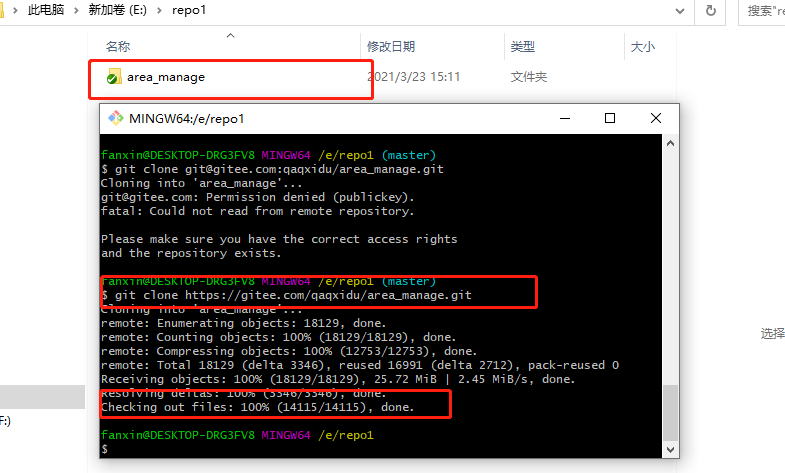 此电脑 > 新加卷 (E:) > repo1
搜索"re
名称 修改日期 类型 大小
area_manage 2021/3/23 15:11 文件夹
MINGW64:/e/repo1
fanxin@DESKTOP-DRG3FV8 MINGW64 /e/repo1 (master)
$ git clone git@gitee.com:qaqxidu/area_manage.git
Cloning into 'area_manage'...
git@gitee.com: Permission denied (publickey).
fatal: Could not read from remote repository.
Please make sure you have the correct access rights
and the repository exists.
fanxin@DESKTOP-DRG3FV8 MINGW64 /e/repo1 (master)
$ git clone https://gitee.com/qaqxidu/area_manage.git
Cloning into 'area_manage'...
remote: Enumerating objects: 18129, done.
remote: Counting objects: 100% (18129/18129), done.
remote: Compressing objects: 100% (12753/12753), done.
remote: Total 18129 (delta 3346), reused 16991 (delta 2712), pack-reused 0
Receiving objects: 100% (18129/18129), 25.72 MiB | 2.45 MiB/s, done.
Resolving deltas: 100% (3346/3346), done.
Checking out files: 100% (14115/14115), done.
fanxin@DESKTOP-DRG3FV8 MINGW64 /e/repo1
$
选择
F:)